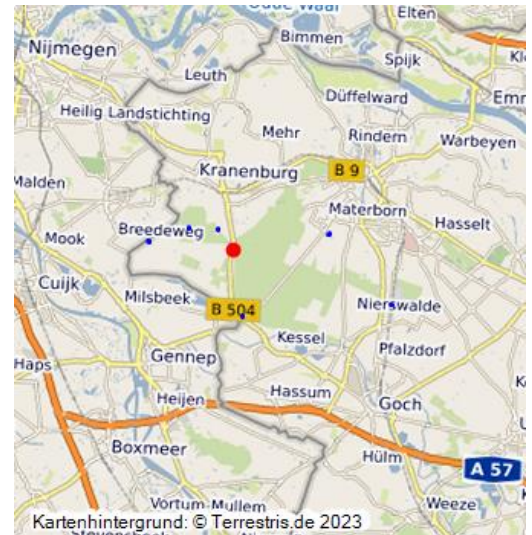 Oude Waal
Elten
Bimmen
Nijmegen
Spijk
Leuth
Düffelward
Emm
Heilig Landstichting
Mehr
Rindern
Warbeyen
Kranenburg
B 9
Malden
Materborn
Breedeweg
Hasselt
Mook
Cuijk
Milsbeek
B 504
Nierswalde
Kessel
Pfalzdorf
Haps
Gennep
Hassum
Heijen
Goch
Boxmeer
Hülm
A 57
Vortum-Mullem
Weeze
Kartenhintergrund: © Terrestris.de 2023